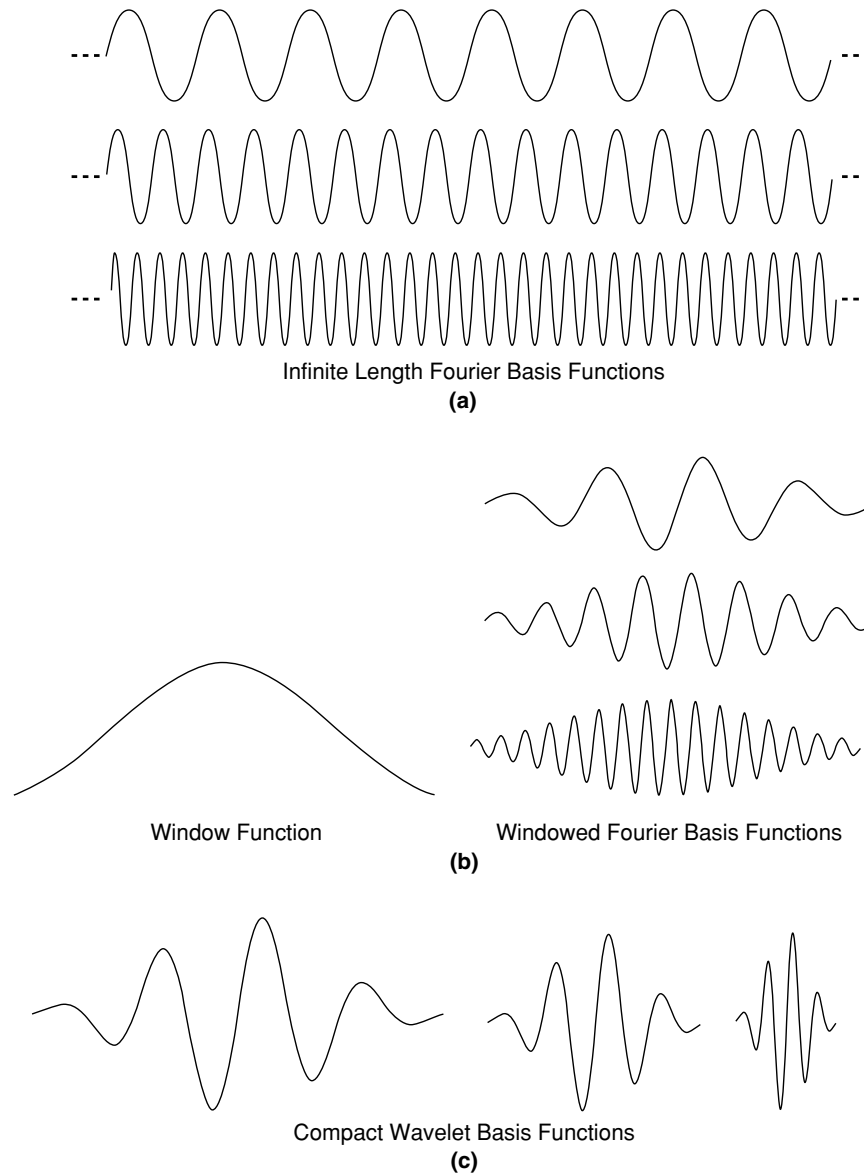 Infinite Length Fourier Basis Functions
(a)
Window Function
Windowed Fourier Basis Functions
(b)
Compact Wavelet Basis Functions
(c)